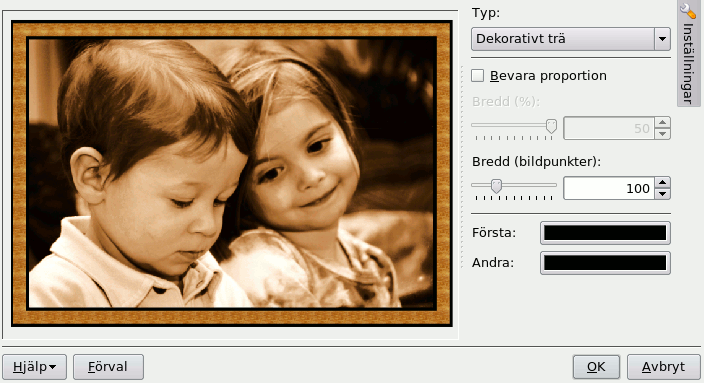 Typ:
Dekorativt trä
Bevara proportion
Bredd (%):
50
Bredd (bildpunkter):
100
Första:
Andra:
Inställningar
Hjälp
Förval
OK
Avbryt